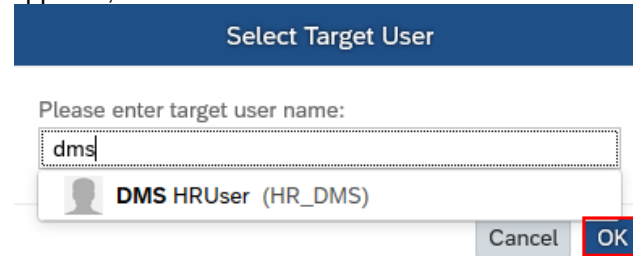 Select Target User
Please enter target user name:
dms
DMS HRUser (HR_DMS)
Cancel OK